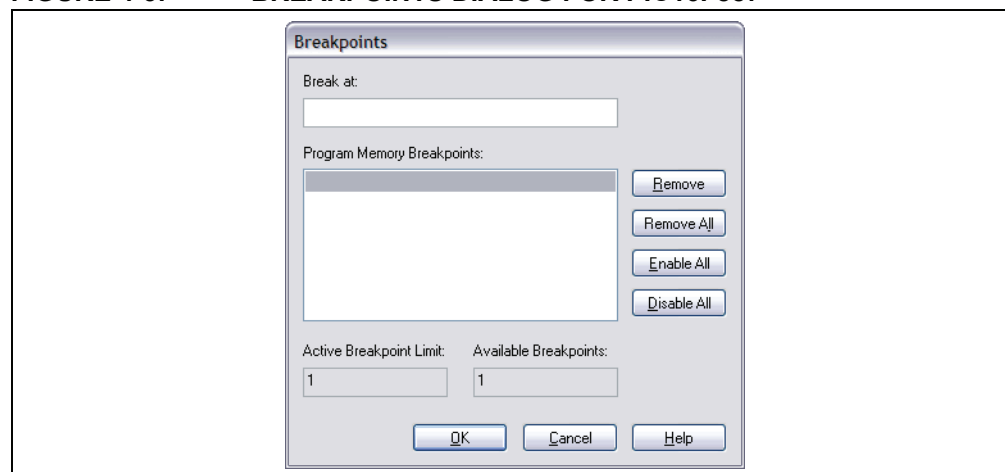 Breakpoints
Break at:
Program Memory Breakpoints:
Remove
Remove All
Enable All
Disable All
Active Breakpoint Limit: Available Breakpoints:
1 1
OK Cancel Help